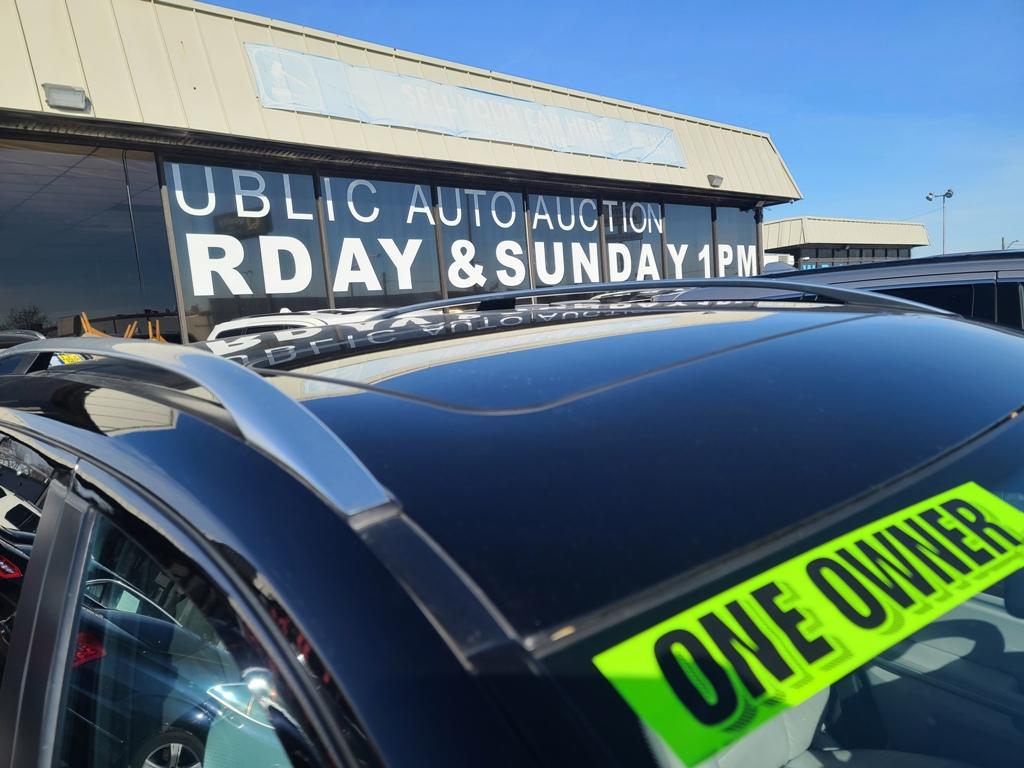 SELL YOUR CAR HERE
UBLIC AUTO AUCTION
RDAY & SUNDAY 1PM
ONE OWNER